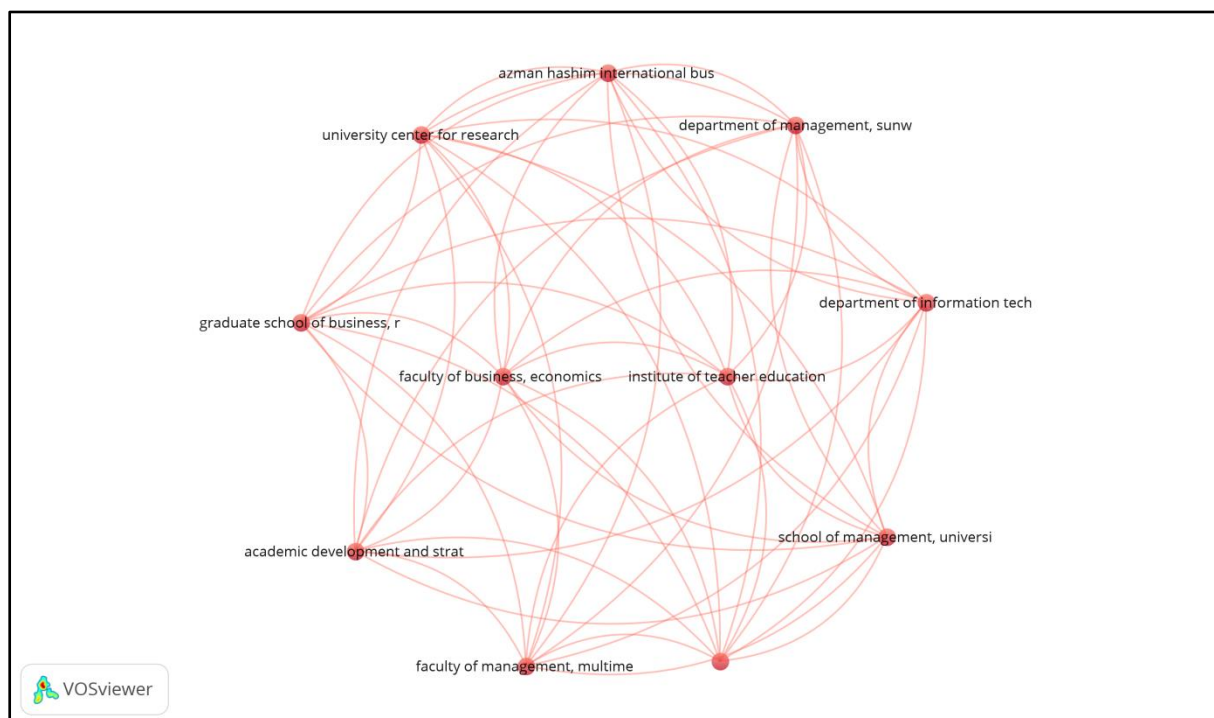 azman hashim international bus
department of management, sunw
university center for research
department of information tech
graduate school of business, r
faculty of business, economics
institute of teacher education
school of management, universi
academic development and strat
faculty of management, multime
VOSviewer